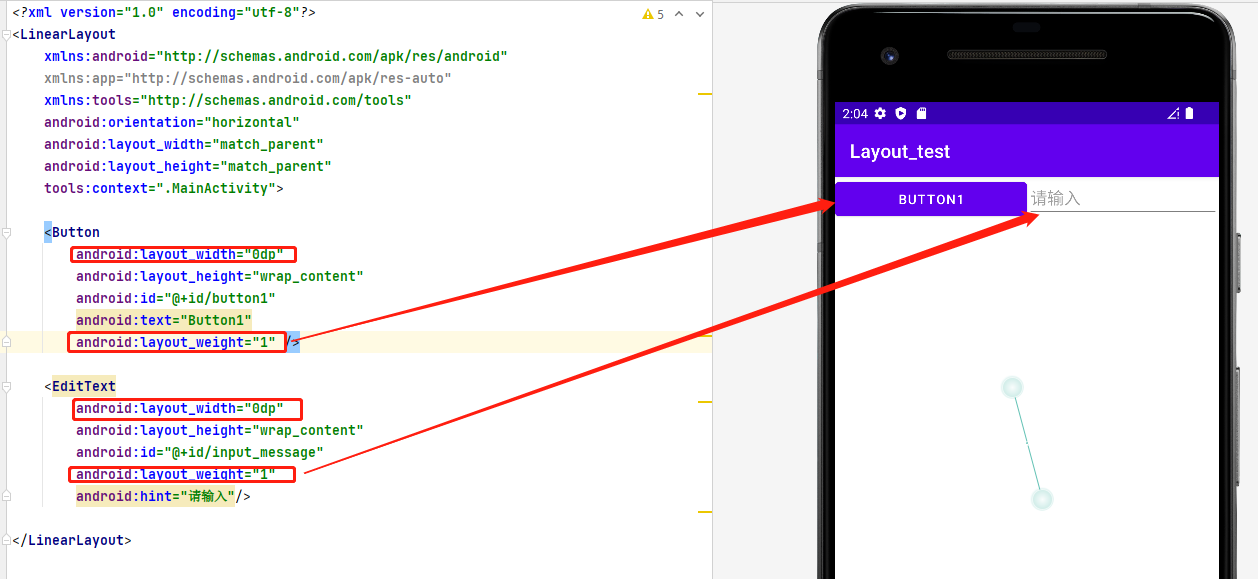 <?xml version="1.0" encoding="utf-8"?>
5
<LinearLayout
xmlns:android="http://schemas.android.com/apk/res/android"
xmlns:app="http://schemas.android.com/apk/res-auto"
xmlns:tools="http://schemas.android.com/tools"
android:orientation="horizontal"
android:layout_width="match_parent"
android:layout_height="match_parent"
tools:context=".MainActivity">
<Button
android:layout_width="0dp"
android:layout_height="wrap_content"
android:id="@+id/button1"
android:text="Button1"
android:layout_weight="1" />
<EditText
android:layout_width="0dp"
android:layout_height="wrap_content"
android:id="@+id/input_message"
android:layout_weight="1"
android:hint="请输入"/>
</LinearLayout>
2:04
Layout_test
BUTTON1
请输入